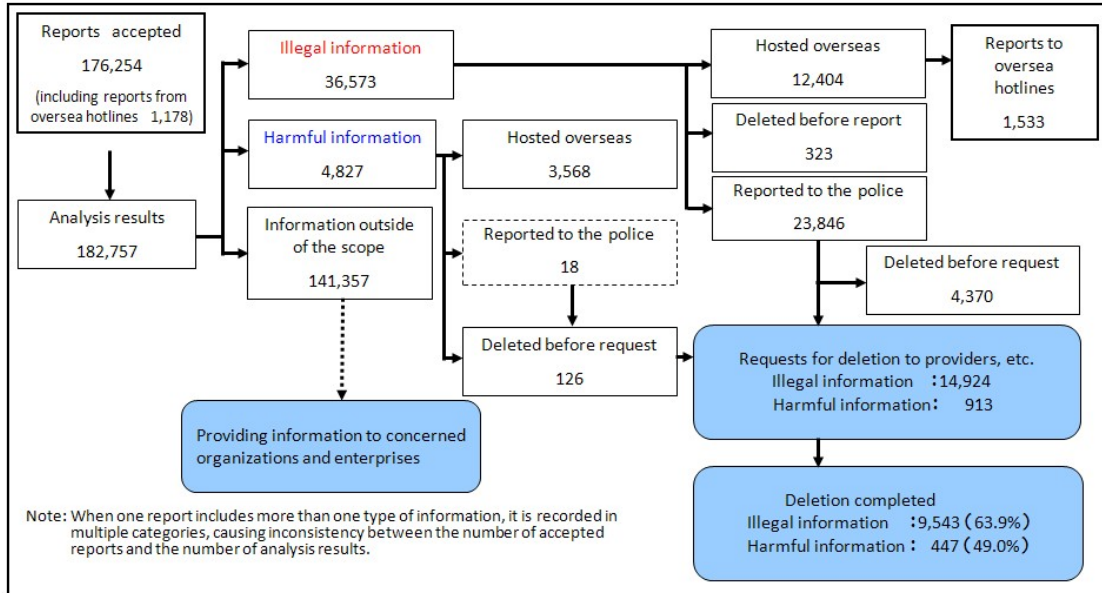 Reports accepted
176,254
(including reports from
oversea hotlines 1,178)
Illegal information
36,573
Hosted overseas
12,404
Reports to
oversea
hotlines
1,533
Harmful information
4,827
Hosted overseas
3,568
Deleted before report
323
Analysis results
182,757
Information outside
of the scope
141,357
Reported to the police
18
Reported to the police
23,846
Deleted before request
4,370
Deleted before request
126
Requests for deletion to providers, etc.
Illegal information :14,924
Harmful information: 913
Providing information to concerned
organizations and enterprises
Deletion completed
Illegal information :9,543 (63.9%)
Harmful information : 447 (49.0%)
Note: When one report includes more than one type of information, it is recorded in
multiple categories, causing inconsistency between the number of accepted
reports and the number of analysis results.